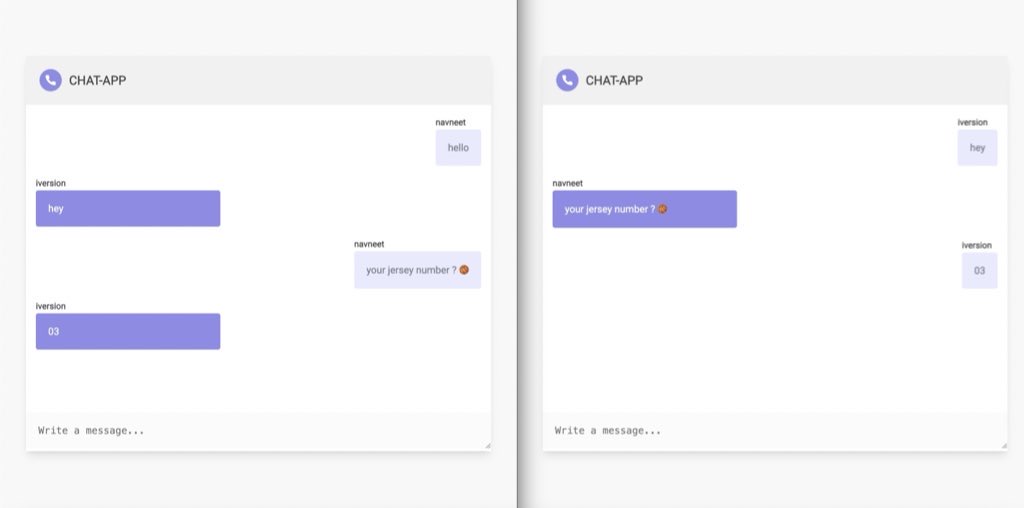 CHAT-APP
navneet
hello
iversion
hey
navneet
your jersey number ? 🏀
iversion
03
Write a message...
CHAT-APP
iversion
hey
navneet
your jersey number ? 🏀
iversion
03
Write a message...